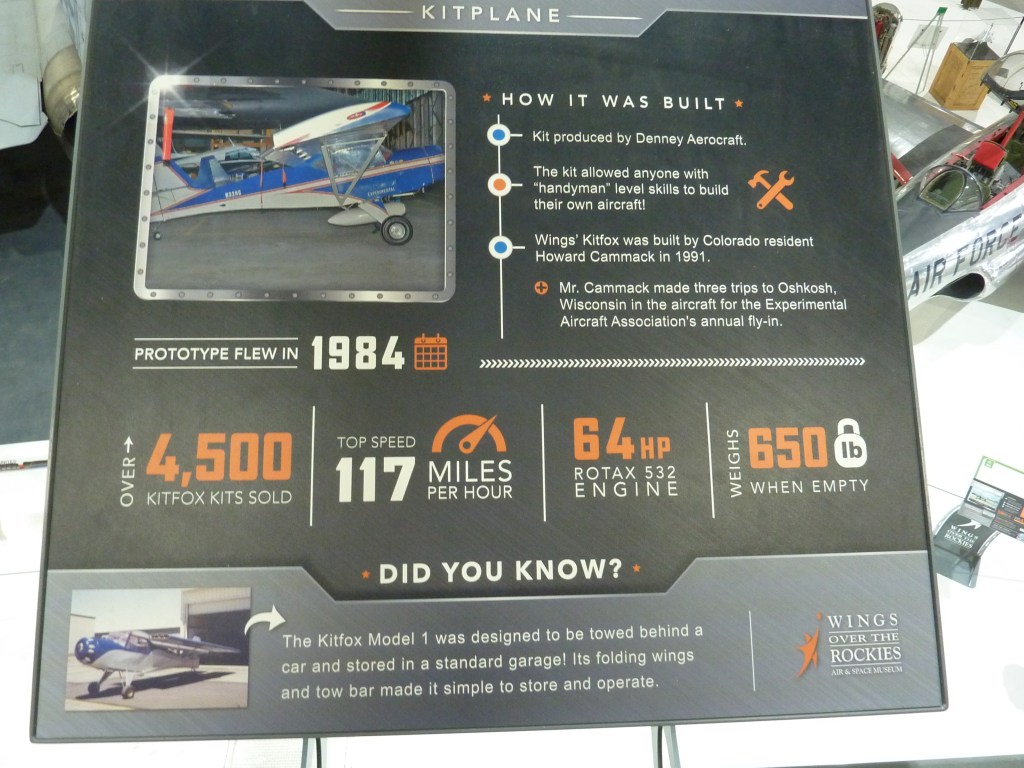 KITPLANE
HOW IT WAS BUILT
Kit produced by Denney Aerocraft.
The kit allowed anyone with
"handyman" level skills to build
their own aircraft!
Wings' Kitfox was built by Colorado resident
Howard Cammack in 1991.
Mr. Cammack made three trips to Oshkosh,
Wisconsin in the aircraft for the Experimental
Aircraft Association's annual fly-in.
EXPERIMENTAL
PROTOTYPE FLEW IN 1984
OVER 4,500
KITFOX KITS SOLD
TOP SPEED
117 MILES
PER HOUR
64 HP
ROTAX 532
ENGINE
WEIGHS 650 lb
WHEN EMPTY
DID YOU KNOW?
The Kitfox Model 1 was designed to be towed behind a
car and stored in a standard garage! Its folding wings
and tow bar made it simple to store and operate.
WINGS
OVER THE
ROCKIES
AIR & SPACE MUSEUM
AIR FORCE
WINGS
OVER THE
ROCKIES